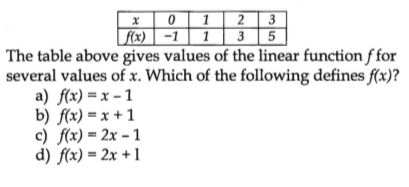 x 0 1 2 3
f(x) −1 1 3 5
The table above gives values of the linear function f for
several values of x. Which of the following defines f(x)?
a) f(x) = x – 1
b) f(x) = x + 1
c) f(x) = 2x – 1
d) f(x) = 2x + 1